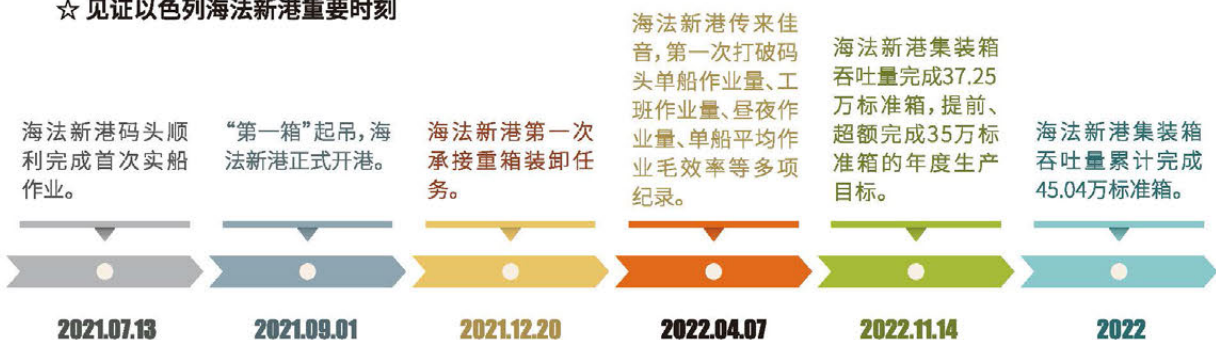 ☆ 见证以色列海法新港重要时刻
海法新港码头顺
利完成首次实船
作业。
2021.07.13
“第一箱”起吊,海
法新港正式开港。
2021.09.01
海法新港第一次
承接重箱装卸任
务。
2021.12.20
海法新港传来佳
音,第一次打破码
头单船作业量、工
班作业量、昼夜作
业量、单船平均作
业毛效率等多项
纪录。
2022.04.07
海法新港集装箱
吞吐量完成37.25
万标准箱,提前、
超额完成35万标
准箱的年度生产
目标。
2022.11.14
海法新港集装箱
吞吐量累计完成
45.04万标准箱。
2022